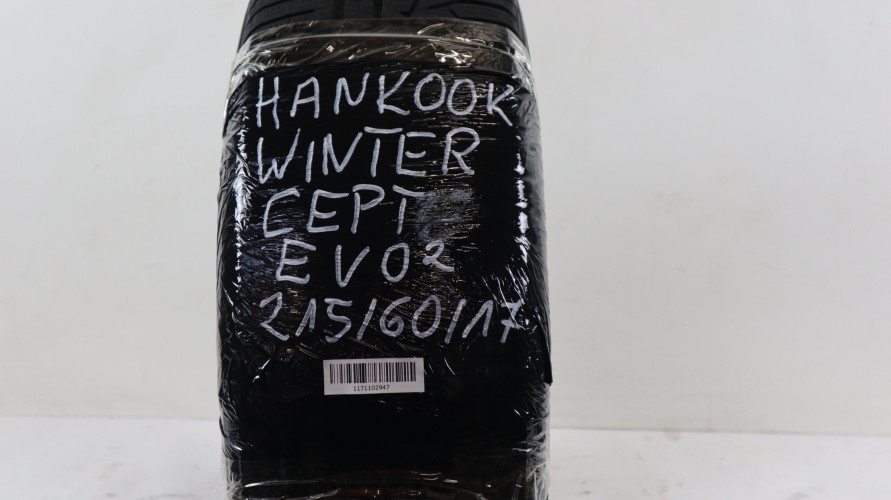 HANKOOK
WINTER
CEPT
EVO2
215/60/17
1171102947